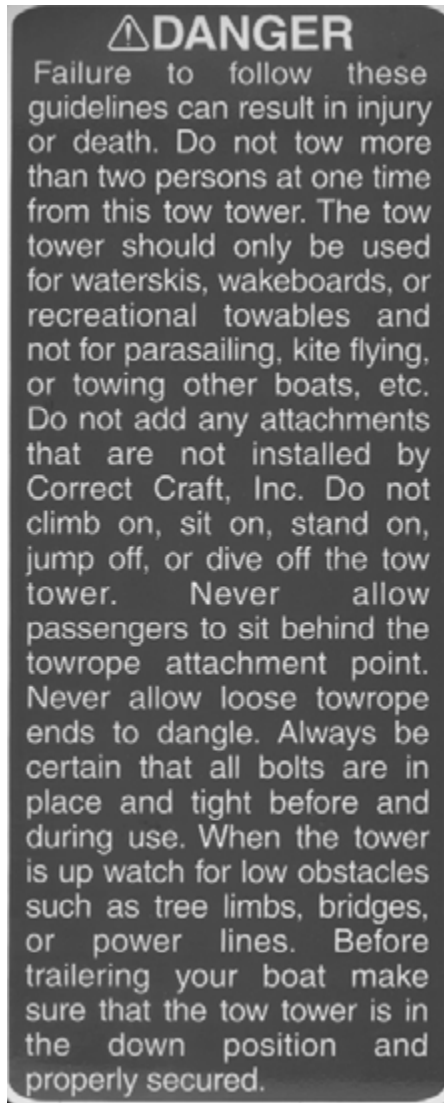 ⚠DANGER
Failure to follow these
guidelines can result in injury
or death. Do not tow more
than two persons at one time
from this tow tower. The tow
tower should only be used
for waterskis, wakeboards, or
recreational towables and
not for parasailing, kite flying,
or towing other boats, etc.
Do not add any attachments
that are not installed by
Correct Craft, Inc. Do not
climb on, sit on, stand on,
jump off, or dive off the tow
tower. Never allow
passengers to sit behind the
towrope attachment point.
Never allow loose towrope
ends to dangle. Always be
certain that all bolts are in
place and tight before and
during use. When the tower
is up watch for low obstacles
such as tree limbs, bridges,
or power lines. Before
trailering your boat make
sure that the tow tower is in
the down position and
properly secured.